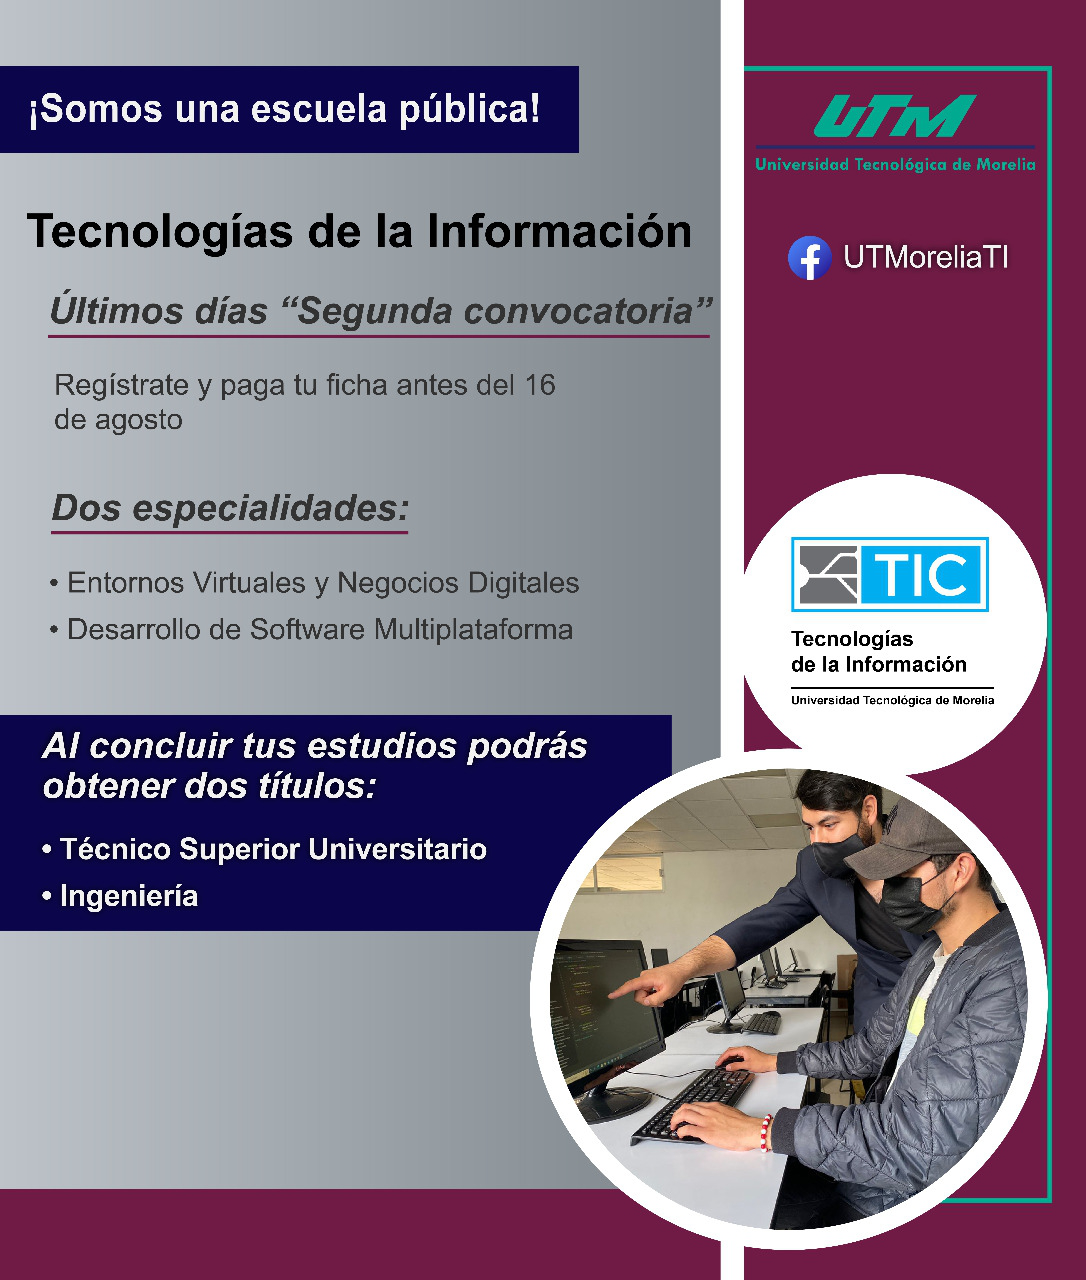 ¡Somos una escuela pública!
Tecnologías de la Información
Últimos días “Segunda convocatoria”
Regístrate y paga tu ficha antes del 16
de agosto
Dos especialidades:
• Entornos Virtuales y Negocios Digitales
• Desarrollo de Software Multiplataforma
Al concluir tus estudios podrás
obtener dos títulos:
• Técnico Superior Universitario
• Ingeniería
UTM
Universidad Tecnológica de Morelia
UTMoreliaTI
TIC
Tecnologías
de la Información
Universidad Tecnológica de Morelia